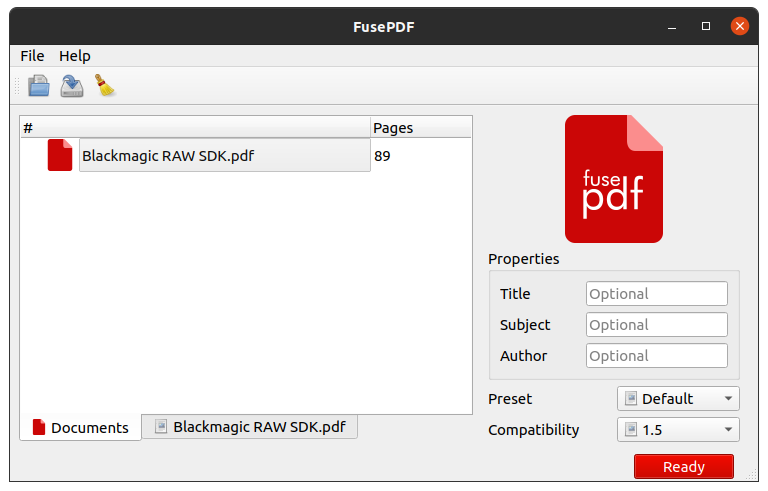 FusePDF
File Help
# Pages
Blackmagic RAW SDK.pdf 89
fuse
pdf
Properties
Title Optional
Subject Optional
Author Optional
Preset Default
Compatibility 1.5
Documents Blackmagic RAW SDK.pdf
Ready